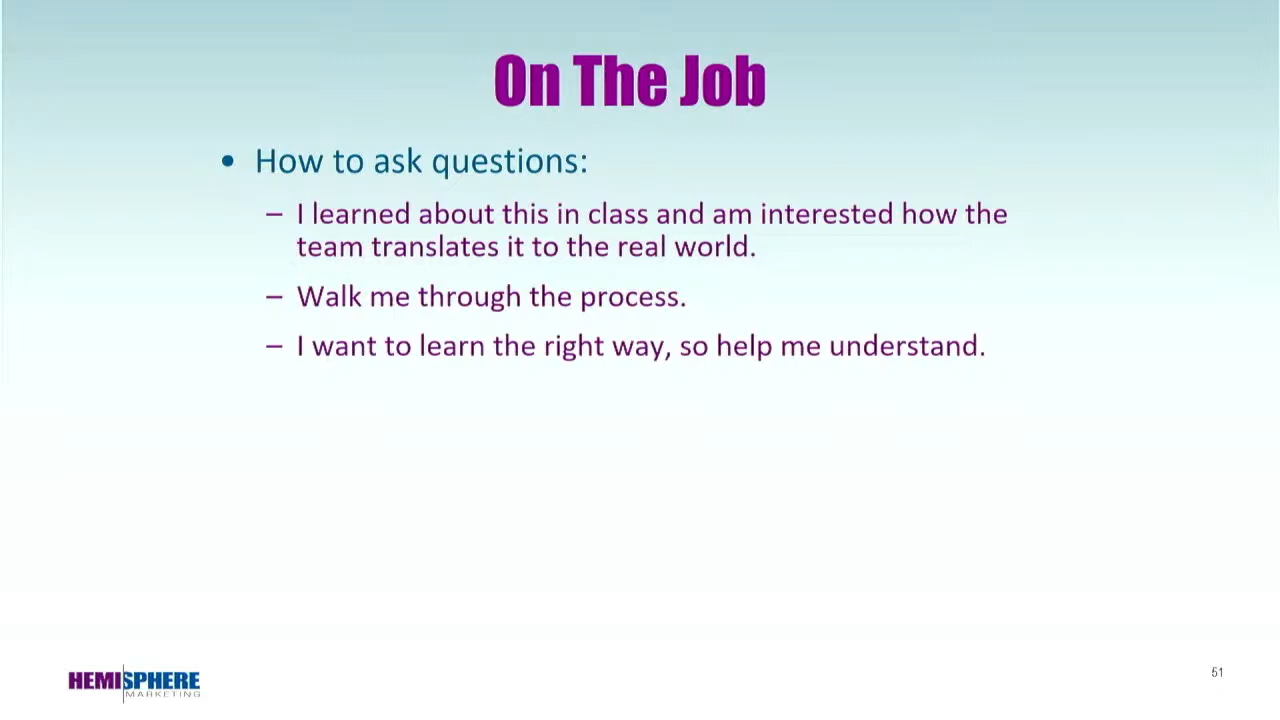 On The Job
• How to ask questions:
– I learned about this in class and am interested how the
team translates it to the real world.
– Walk me through the process.
– I want to learn the right way, so help me understand.
HEMISPHERE
MARKETING
51